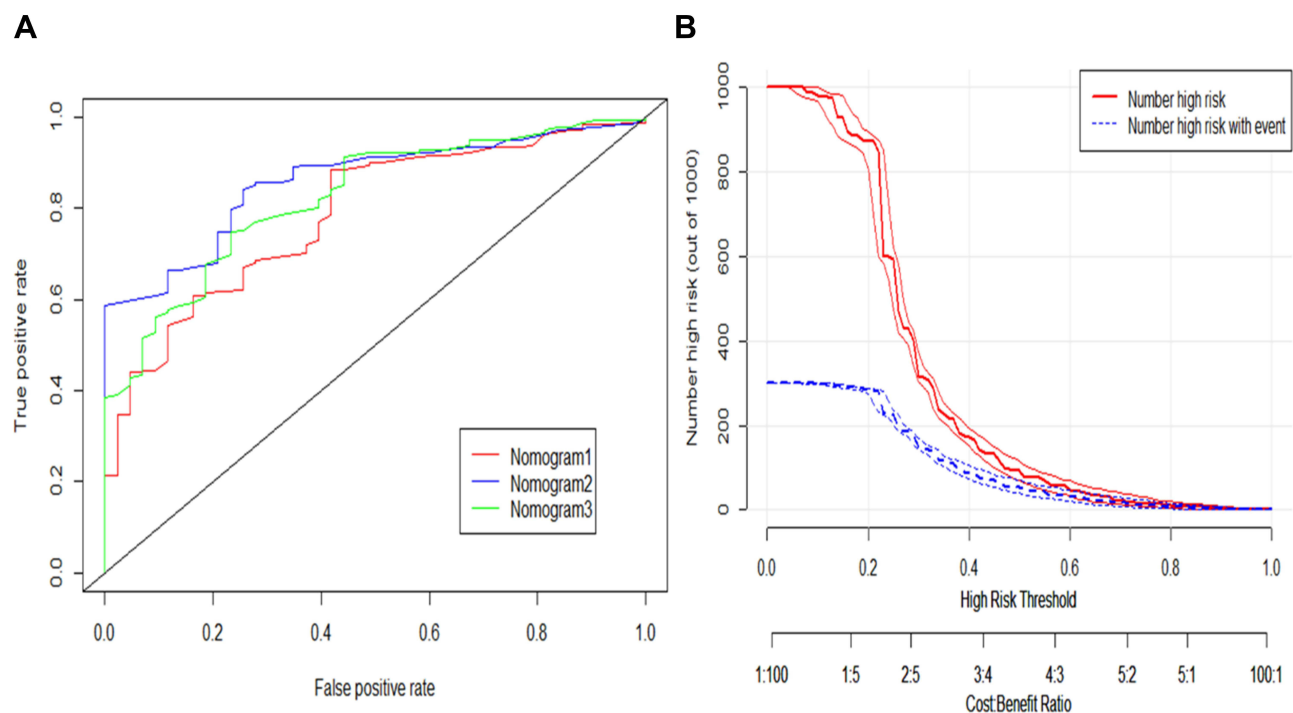 A
True positive rate
0.0
0.2
0.4
0.6
0.8
1.0
Nomogram1
Nomogram2
Nomogram3
0.0 0.2 0.4 0.6 0.8 1.0
False positive rate
B
Number high risk (out of 1000)
0
200
400
600
800
1000
Number high risk
Number high risk with event
0.0 0.2 0.4 0.6 0.8 1.0
High Risk Threshold
1:100 1:5 2:5 3:4 4:3 5:2 5:1 100:1
Cost:Benefit Ratio